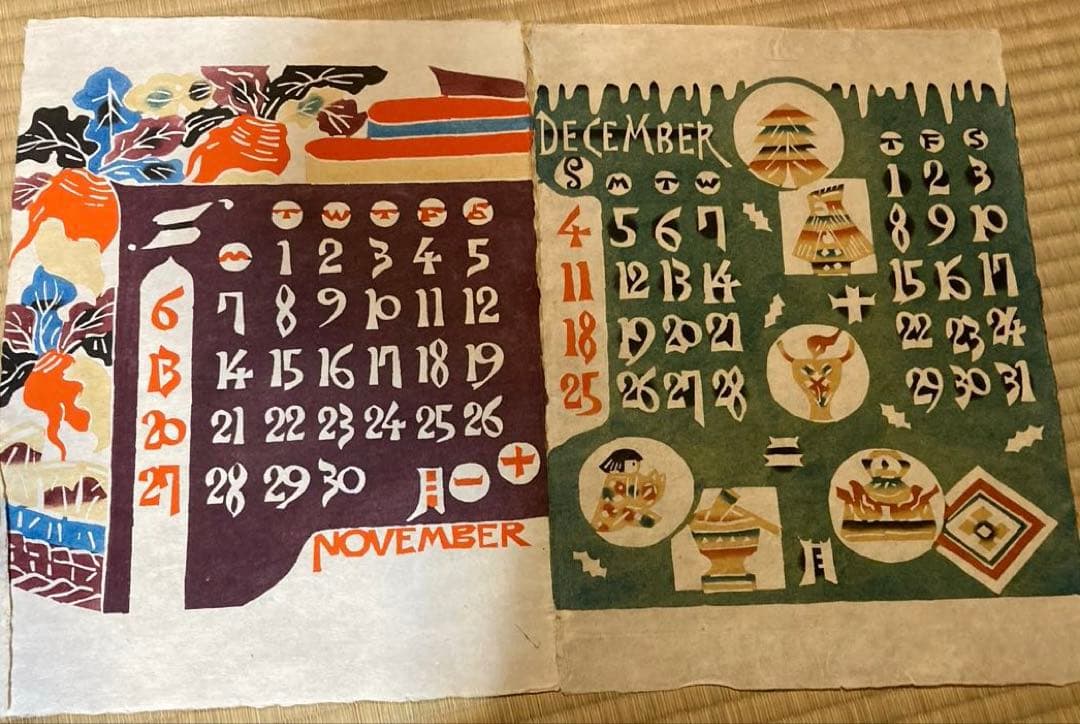 S T W T F S
M 1 2 3 4 5
6 7 8 9 10 11 12
13 14 15 16 17 18 19
20 21 22 23 24 25 26
27 28 29 30
十一月
NOVEMBER
DECEMBER
S M T W T F S
1 2 3
4 5 6 7 8 9 10
11 12 13 14 15 16 17
18 19 20 21 22 23 24
25 26 27 28 29 30 31
十
二
月